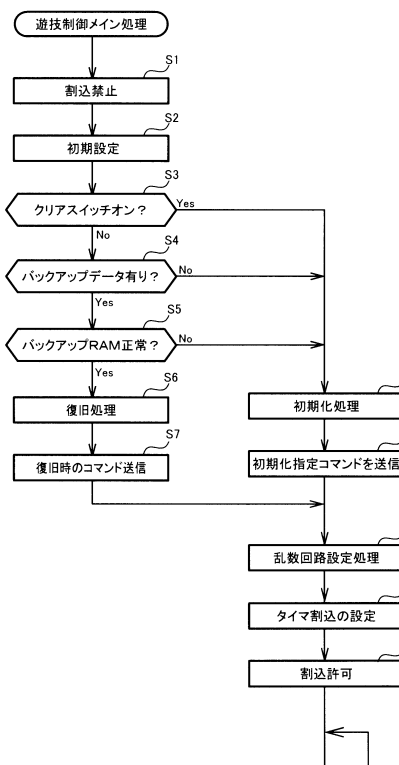 遊技制御メイン処理
S1
割込禁止
S2
初期設定
S3
クリアスイッチオン?
Yes
No
S4
バックアップデータ有り?
No
Yes
S5
バックアップRAM正常?
No
Yes
S6
復旧処理
初期化処理
S7
復旧時のコマンド送信
初期化指定コマンドを送信
乱数回路設定処理
タイマ割込の設定
割込許可